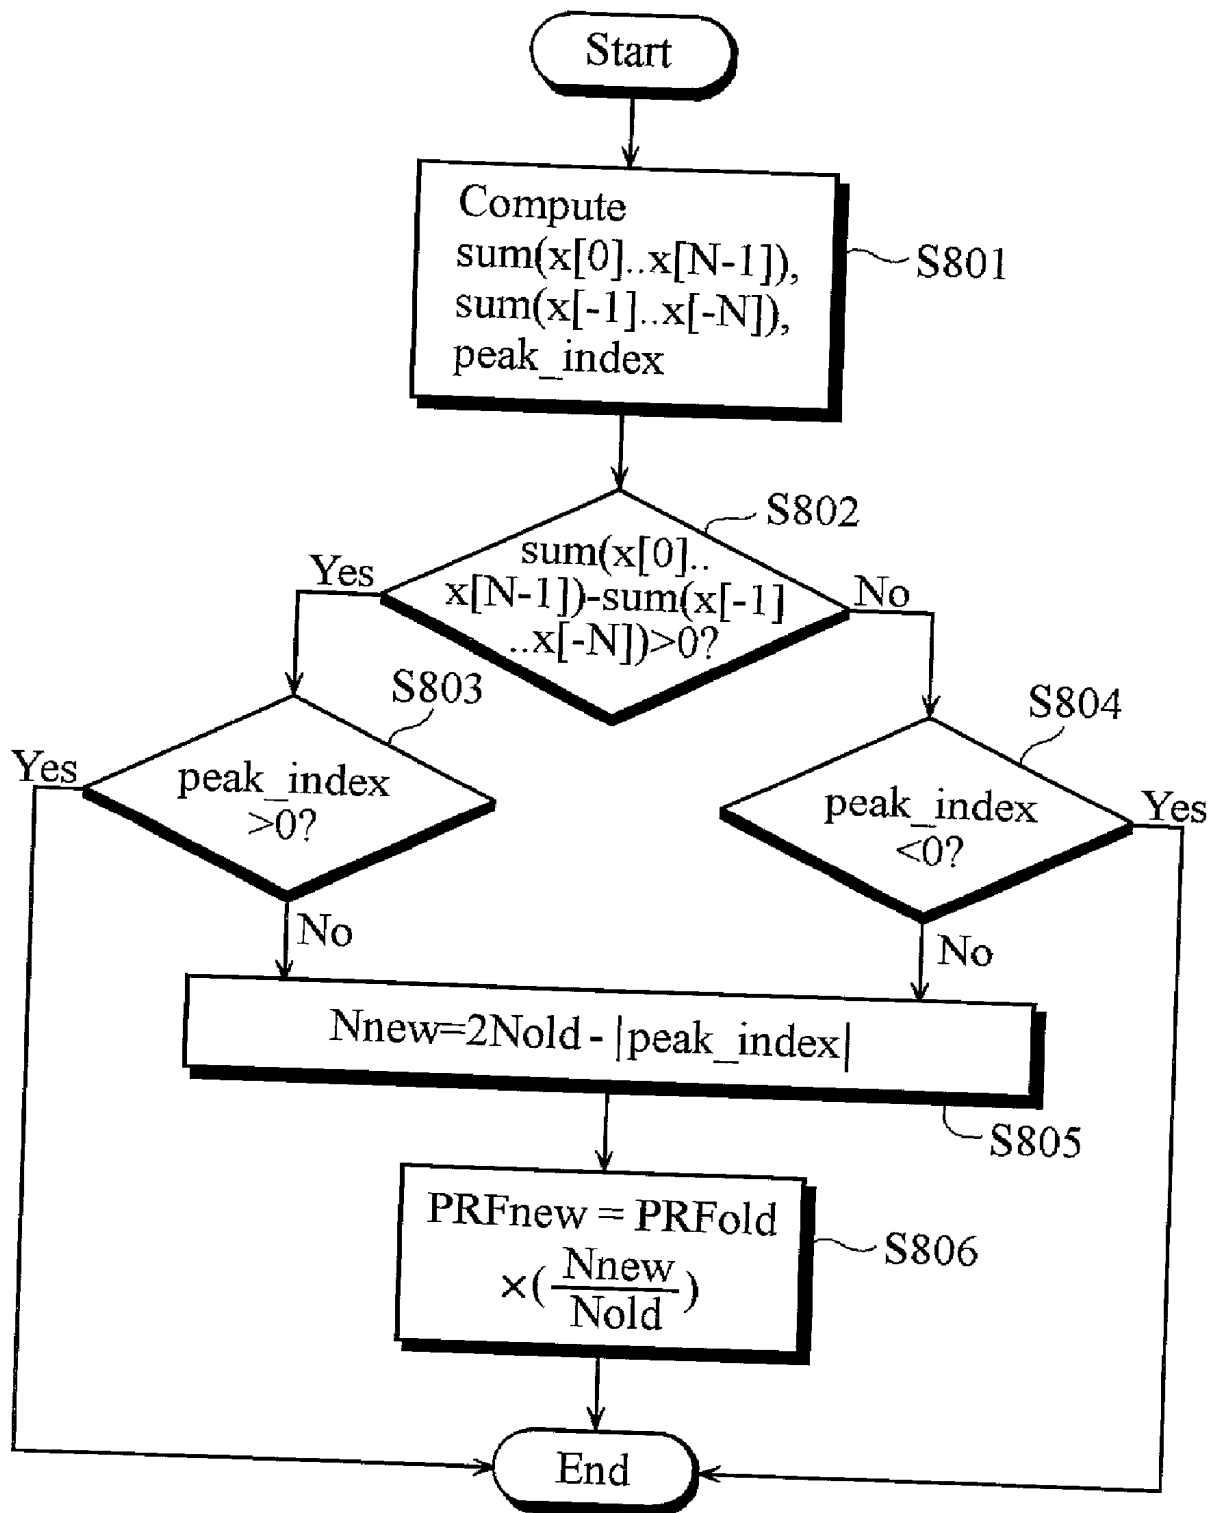 Start
Compute
sum(x[0]..x[N-1]),
sum(x[-1]..x[-N]),
peak_index
S801
S802
sum(x[0]..
x[N-1])-sum(x[-1]
..x[-N])>0?
Yes
No
S803
S804
Yes
peak_index
>0?
peak_index
<0?
Yes
No
No
Nnew=2Nold - |peak_index|
S805
PRFnew = PRFold
×(Nnew
Nold)
S806
End